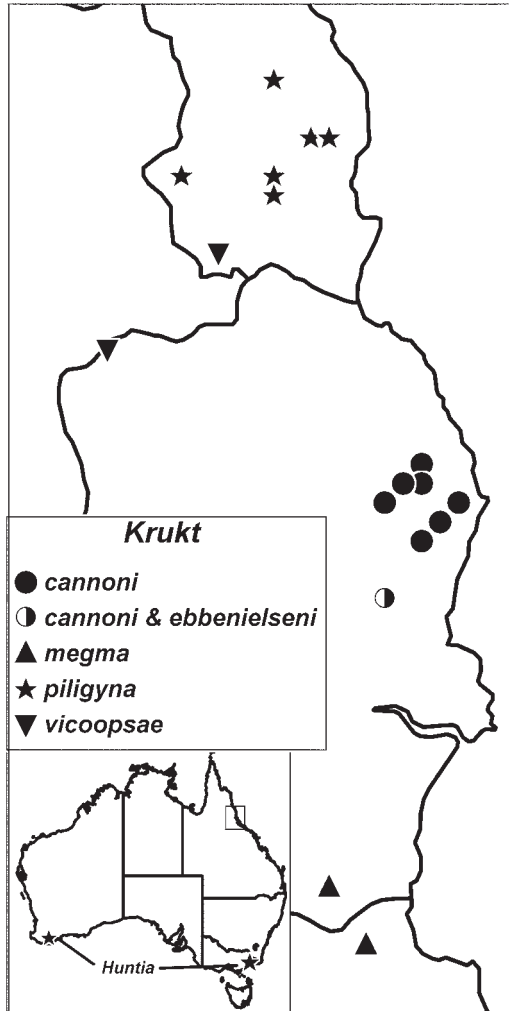 Krukt
cannoni
cannoni & ebbenielseni
megma
piligyna
vicoopsae
Huntia